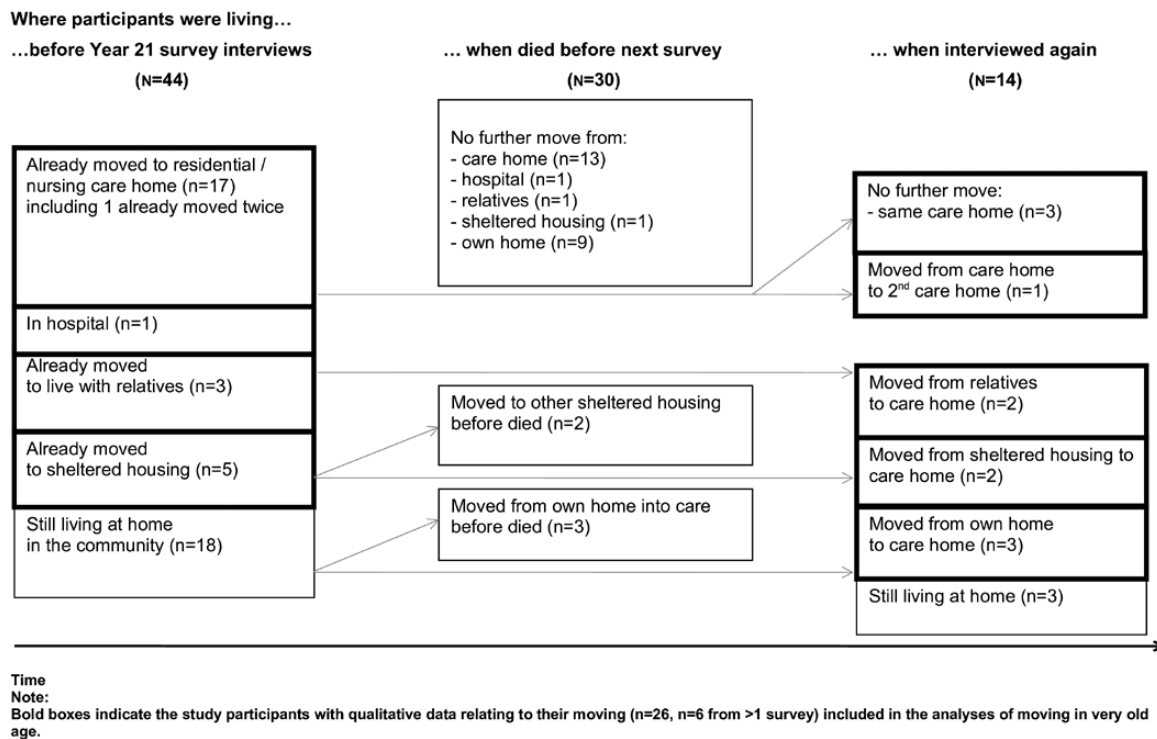 Where participants were living…
…before Year 21 survey interviews
(N=44)
… when died before next survey
(N=30)
… when interviewed again
(N=14)
Already moved to residential /
nursing care home (n=17)
including 1 already moved twice
In hospital (n=1)
Already moved
to live with relatives (n=3)
Already moved
to sheltered housing (n=5)
Still living at home
in the community (n=18)
No further move from:
- care home (n=13)
- hospital (n=1)
- relatives (n=1)
- sheltered housing (n=1)
- own home (n=9)
Moved to other sheltered housing
before died (n=2)
Moved from own home into care
before died (n=3)
No further move:
- same care home (n=3)
Moved from care home
to 2nd care home (n=1)
Moved from relatives
to care home (n=2)
Moved from sheltered housing to
care home (n=2)
Moved from own home
to care home (n=3)
Still living at home (n=3)
Time
Note:
Bold boxes indicate the study participants with qualitative data relating to their moving (n=26, n=6 from >1 survey) included in the analyses of moving in very old
age.